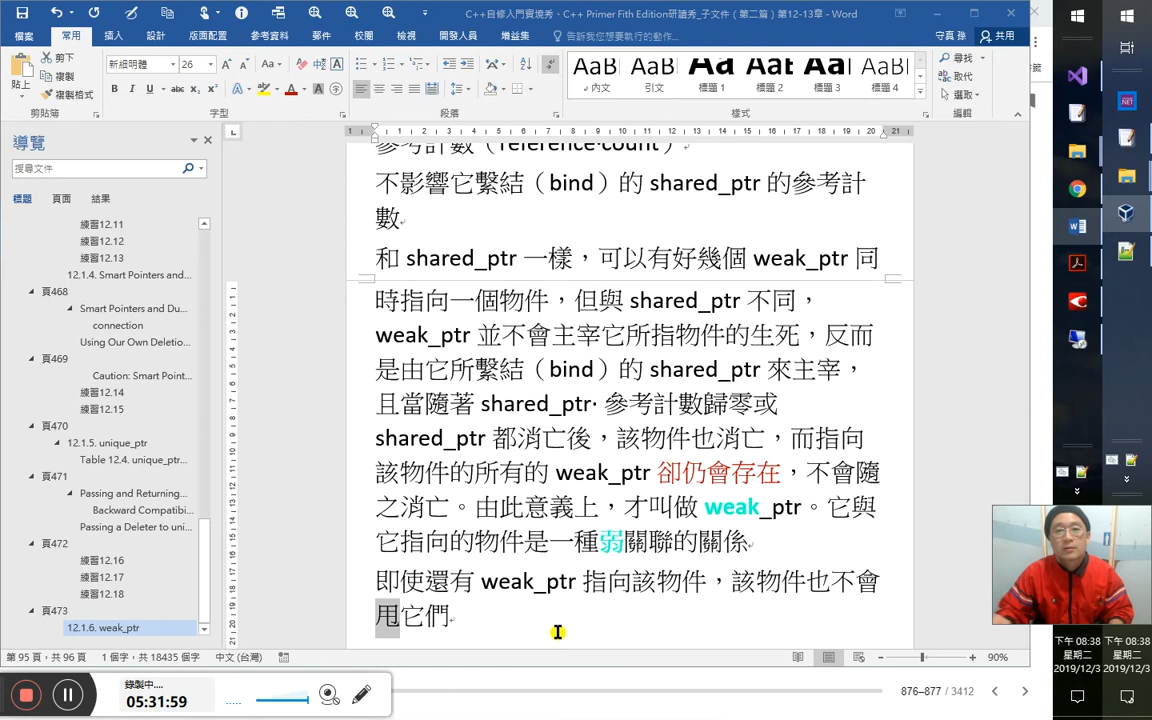 C++自修入門實境秀、C++ Primer Fith Edition研讀秀_子文件（第二篇）第12-13章 - Word
守真 孫
共用
檔案
常用
插入
設計
版面配置
參考資料
郵件
校閱
檢視
開發人員
增益集
告訴我您想要執行的動作...
貼上
剪下
複製
複製格式
剪貼簿
新細明體
26
字型
段落
AaB
內文
AaB
標題
AaB
標題 1
AaB
標題 2
AaB
標題 3
AaBb
標題 4
樣式
尋找
取代
選取
編輯
導覽
搜尋文件
標題
頁面
結果
練習12.11
練習12.12
練習12.13
12.1.4. Smart Pointers and...
頁468
Smart Pointers and Du...
connection
Using Our Own Deletio...
頁469
Caution: Smart Point...
練習12.14
練習12.15
頁470
12.1.5. unique_ptr
Table 12.4. unique_ptr...
頁471
Passing and Returning...
Backward Compatibi...
Passing a Deleter to uni...
頁472
練習12.16
練習12.17
練習12.18
頁473
12.1.6. weak_ptr
參考計數（reference·count）
不影響它繫結（bind）的 shared_ptr 的參考計
數
和 shared_ptr 一樣，可以有好幾個 weak_ptr 同
時指向一個物件，但與 shared_ptr 不同，
weak_ptr 並不會主宰它所指物件的生死，反而
是由它所繫結（bind）的 shared_ptr 來主宰，
且當隨著 shared_ptr· 參考計數歸零或
shared_ptr 都消亡後，該物件也消亡，而指向
該物件的所有的 weak_ptr 卻仍會存在，不會隨
之消亡。由此意義上，才叫做 weak_ptr。它與
它指向的物件是一種弱關聯的關係
即使還有 weak_ptr 指向該物件，該物件也不會
甩它們
第 95 頁，共 96 頁
1 個字，共 18435 個字
中文 (台灣)
90%
錄製中....
05:31:59
876–877 / 3412
下午 08:38
星期二
2019/12/3
下午 08:38
星期二
2019/12/3